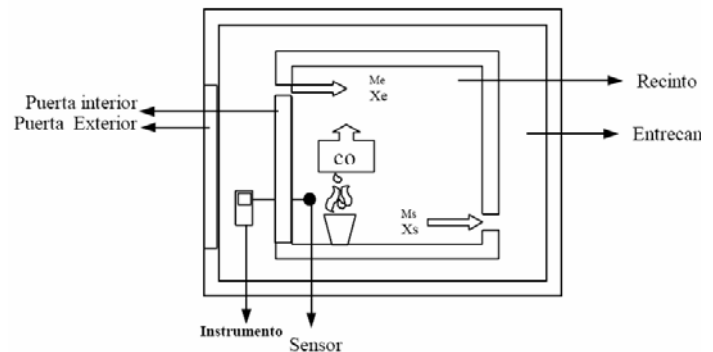 Me
Xe
Recinto
Puerta interior
Puerta Exterior
Entrecan
CO
Ms
Xs
Instrumento
Sensor